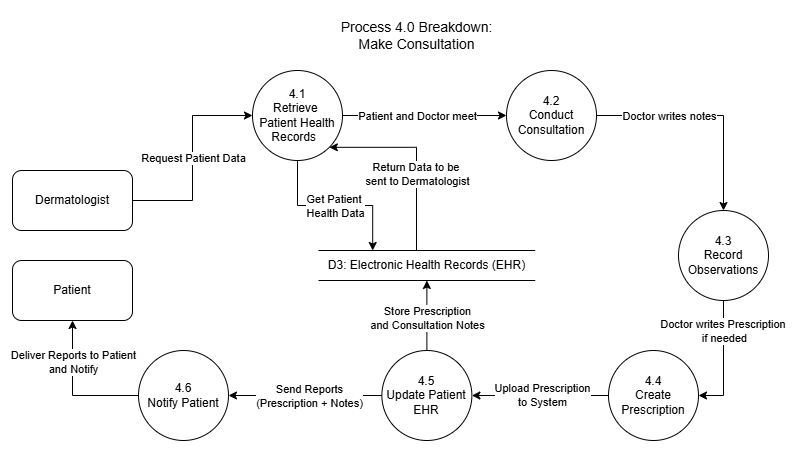 Process 4.0 Breakdown:
Make Consultation
4.1
Retrieve
Patient Health
Records
Patient and Doctor meet
4.2
Conduct
Consultation
Doctor writes notes
Request Patient Data
Return Data to be
sent to Dermatologist
Dermatologist
Get Patient
Health Data
4.3
Record
Observations
D3: Electronic Health Records (EHR)
Patient
Store Prescription
and Consultation Notes
Doctor writes Prescription
if needed
Deliver Reports to Patient
and Notify
4.6
Notify Patient
Send Reports
(Prescription + Notes)
4.5
Update Patient
EHR
Upload Prescription
to System
4.4
Create
Prescription